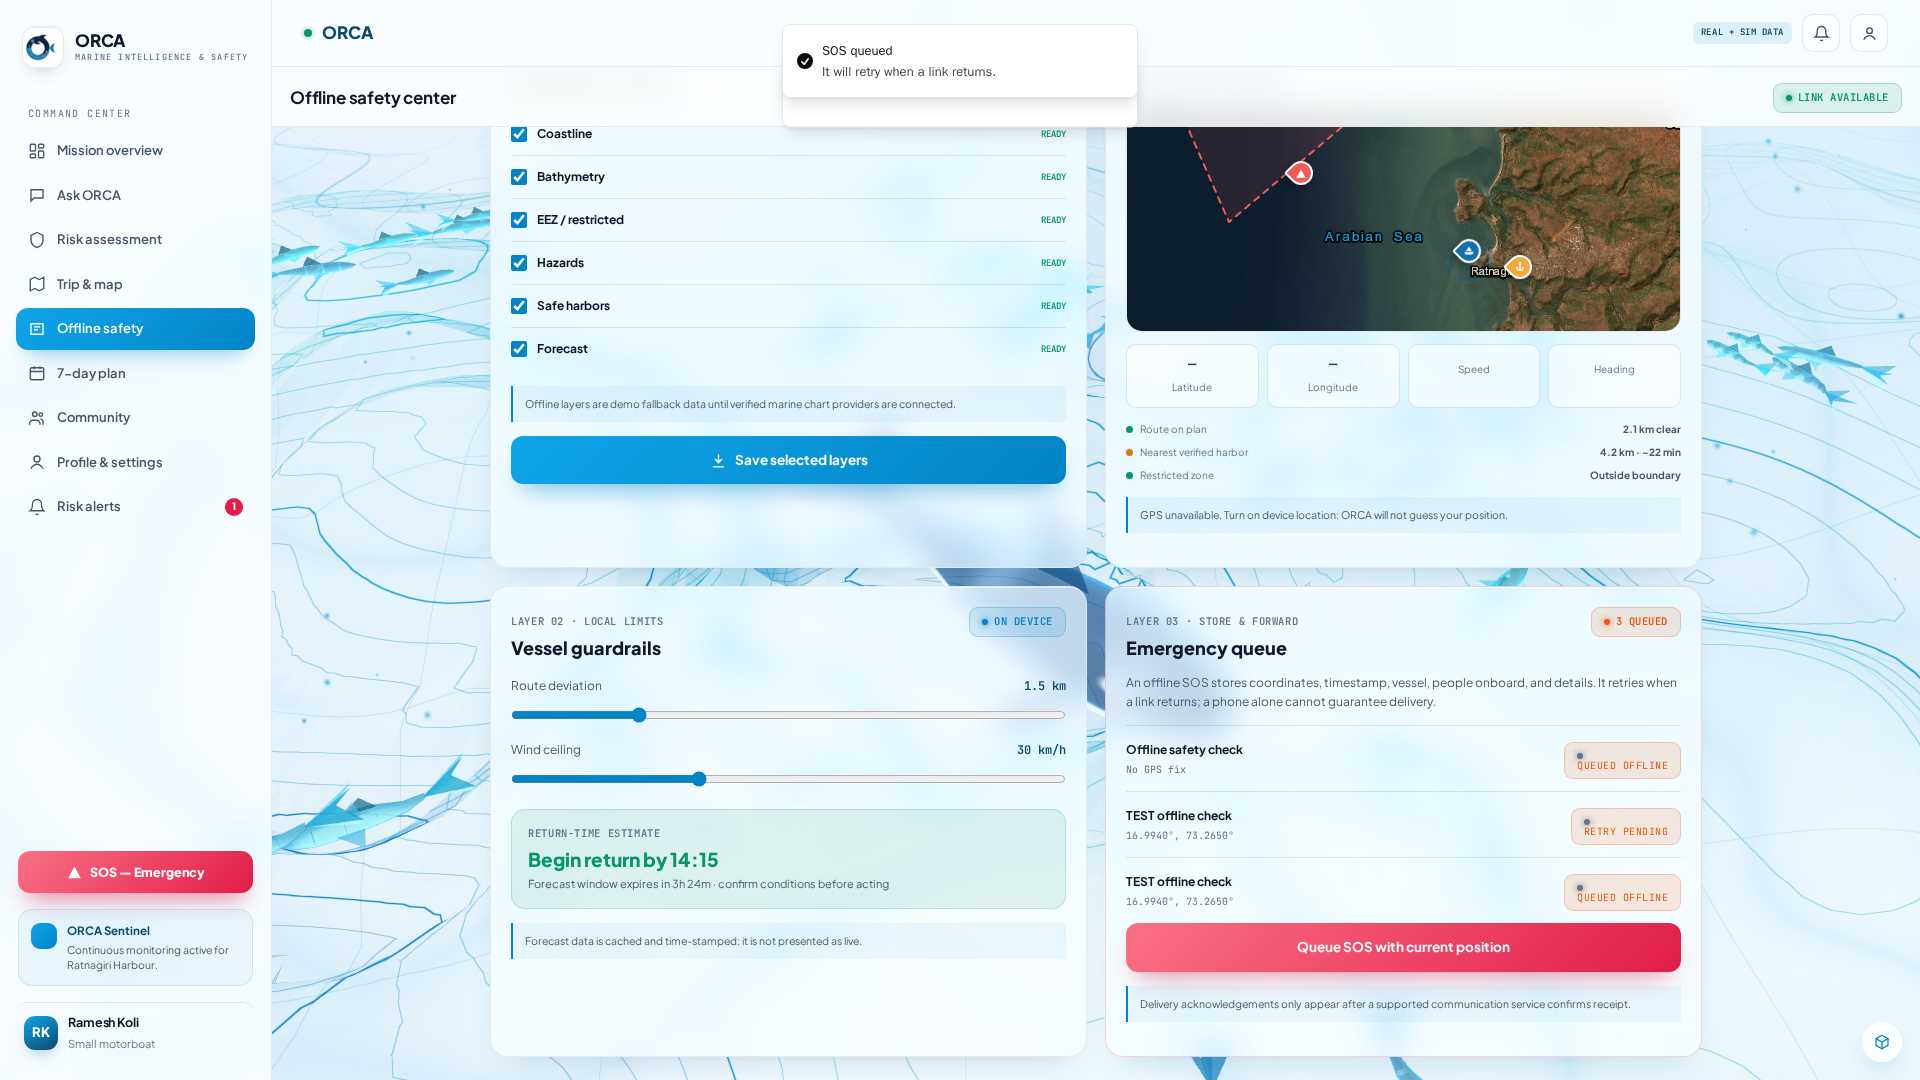 ORCA
MARINE INTELLIGENCE & SAFETY
COMMAND CENTER
Mission overview
Ask ORCA
Risk assessment
Trip & map
Offline safety
7-day plan
Community
Profile & settings
Risk alerts
1
SOS — Emergency
ORCA Sentinel
Continuous monitoring active for
Ratnagiri Harbour.
RK
Ramesh Koli
Small motorboat
ORCA
REAL + SIM DATA
SOS queued
It will retry when a link returns.
Offline safety center
LINK AVAILABLE
Coastline
READY
Bathymetry
READY
EEZ / restricted
READY
Hazards
READY
Safe harbors
READY
Forecast
READY
Offline layers are demo fallback data until verified marine chart providers are connected.
Save selected layers
Arabian Sea
—
Latitude
—
Longitude
Speed
Heading
Route on plan
2.1 km clear
Nearest verified harbor
4.2 km · ~22 min
Restricted zone
Outside boundary
GPS unavailable. Turn on device location; ORCA will not guess your position.
LAYER 02 · LOCAL LIMITS
ON DEVICE
Vessel guardrails
Route deviation
1.5 km
Wind ceiling
30 km/h
RETURN-TIME ESTIMATE
Begin return by 14:15
Forecast window expires in 3h 24m · confirm conditions before acting
Forecast data is cached and time-stamped; it is not presented as live.
LAYER 03 · STORE & FORWARD
3 QUEUED
Emergency queue
An offline SOS stores coordinates, timestamp, vessel, people onboard, and details. It retries when
a link returns; a phone alone cannot guarantee delivery.
Offline safety check
No GPS fix
QUEUED OFFLINE
TEST offline check
16.9940°, 73.2650°
RETRY PENDING
TEST offline check
16.9940°, 73.2650°
QUEUED OFFLINE
Queue SOS with current position
Delivery acknowledgements only appear after a supported communication service confirms receipt.